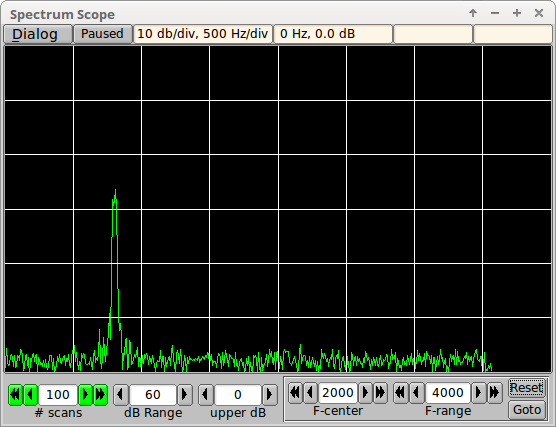 Spectrum Scope
Dialog Paused 10 db/div, 500 Hz/div 0 Hz, 0.0 dB
100 60 0 2000 4000 Reset
# scans dB Range upper dB F-center F-range Goto